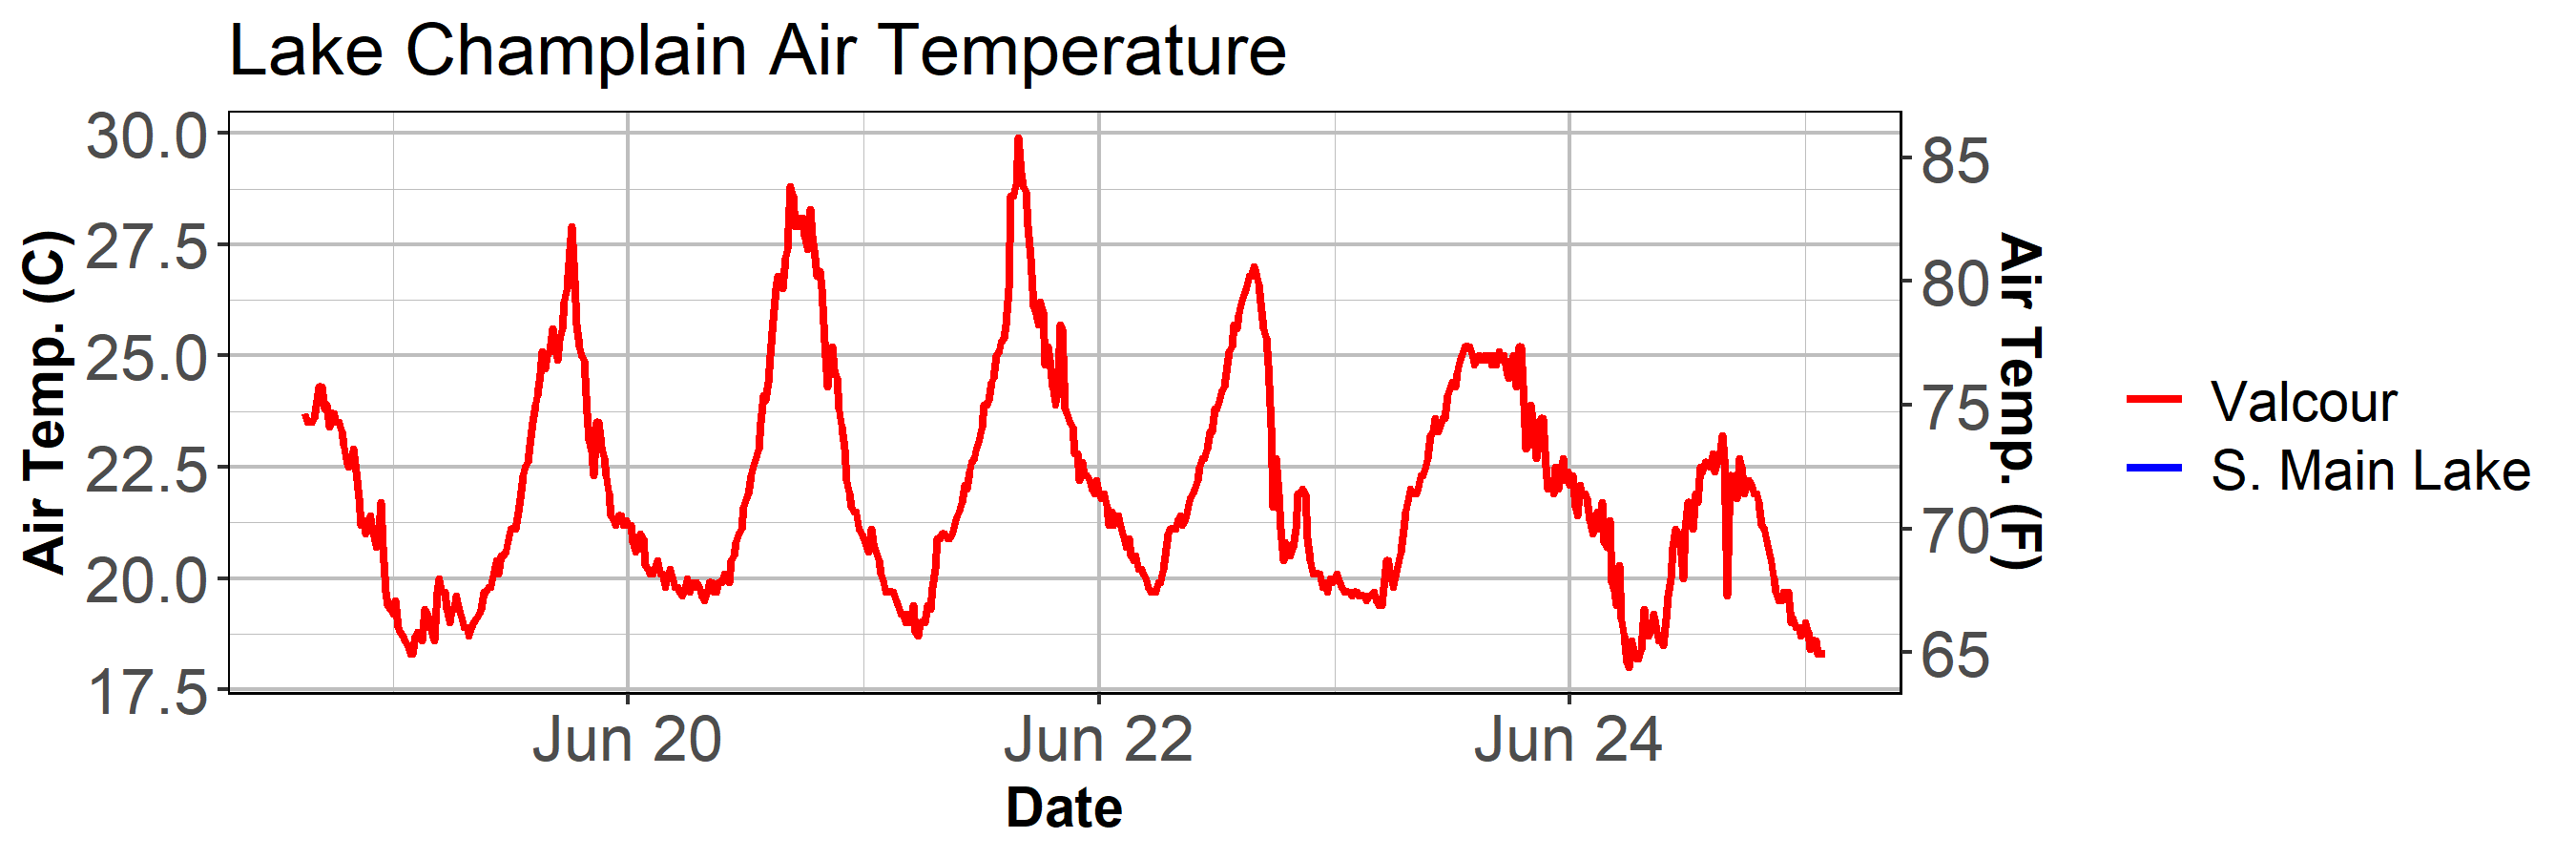 Lake Champlain Air Temperature
Air Temp. (C)
30.0
27.5
25.0
22.5
20.0
17.5
85
80
75
70
65
Air Temp. (F)
Jun 20
Jun 22
Jun 24
Date
Valcour
S. Main Lake